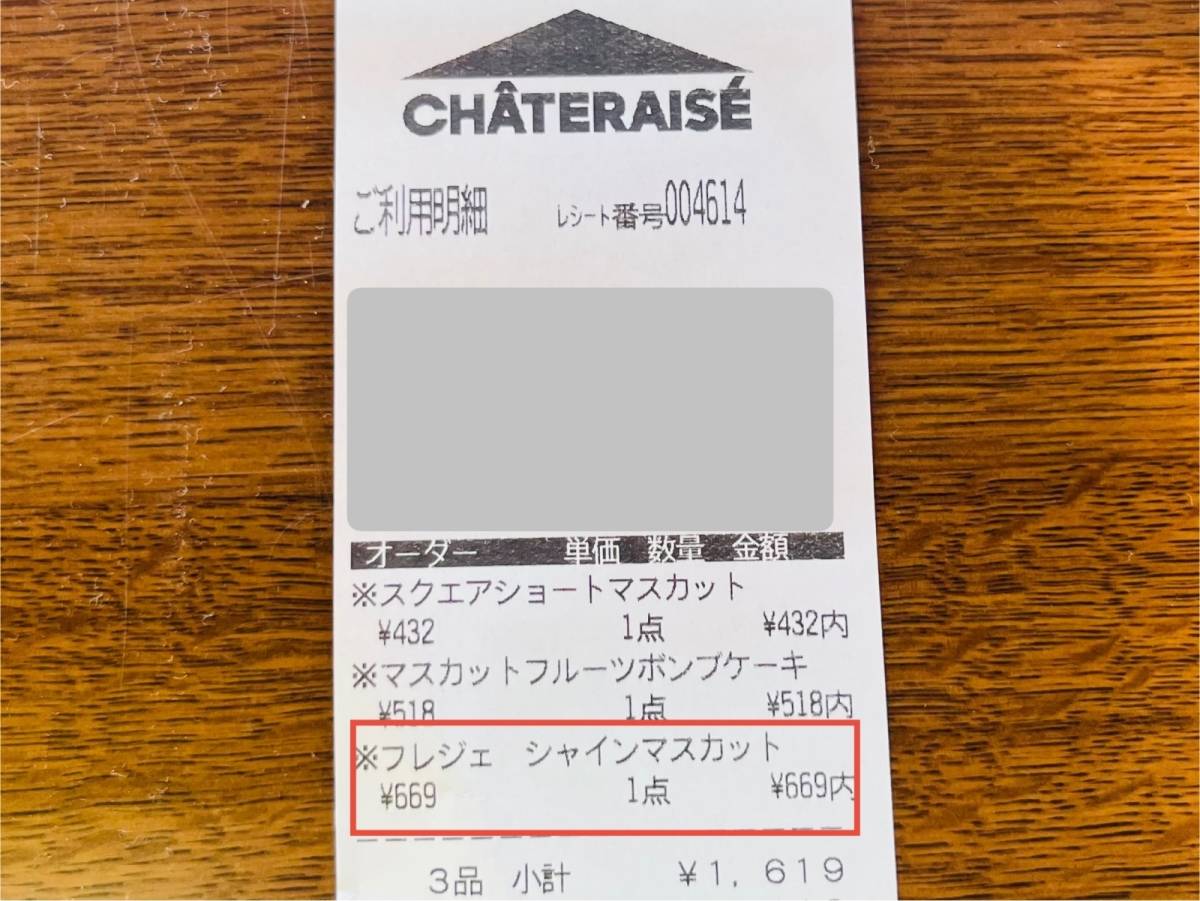 CHÂTERAISÉ
ご利用明細 レシート番号004614
オーダー 単価 数量 金額
※スクエアショートマスカット
¥432 1点 ¥432内
※マスカットフルーツボンブケーキ
¥518 1点 ¥518内
※フレジェ シャインマスカット
¥669 1点 ¥669内
3品 小計 ¥1,619